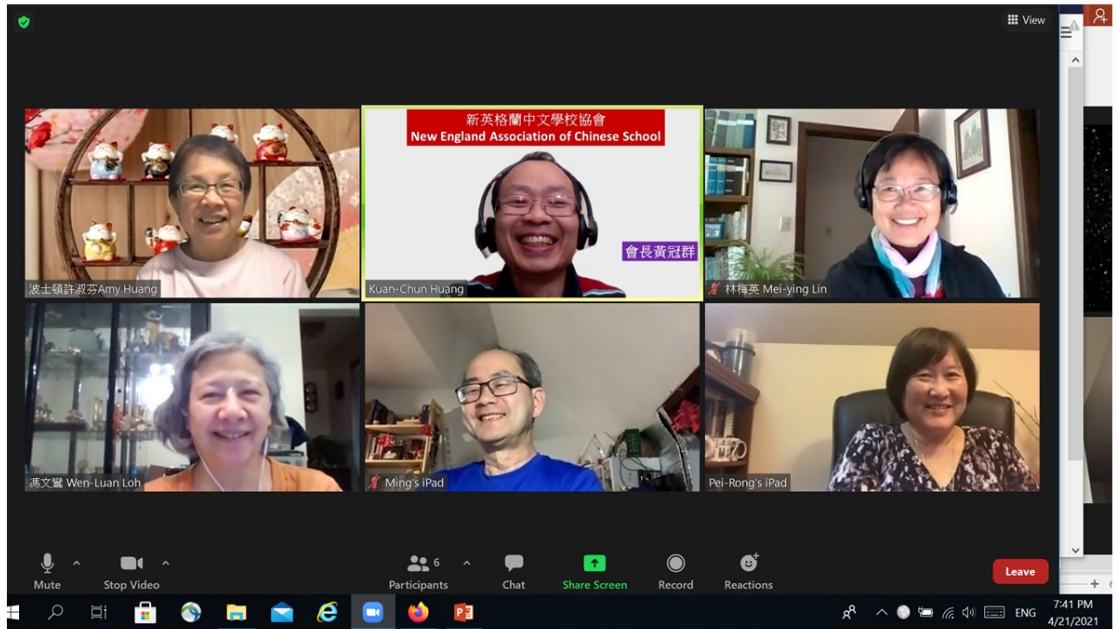 View
新英格蘭中文學校協會
New England Association of Chinese School
會長黃冠群
波士頓許淑芬Amy Huang
Kuan-Chun Huang
林梅英 Mei-ying Lin
馮文鸞 Wen-Luan Loh
Ming's iPad
Pei-Rong's iPad
6
Mute
Stop Video
Participants
Chat
Share Screen
Record
Reactions
Leave
ENG
7:41 PM
4/21/2021